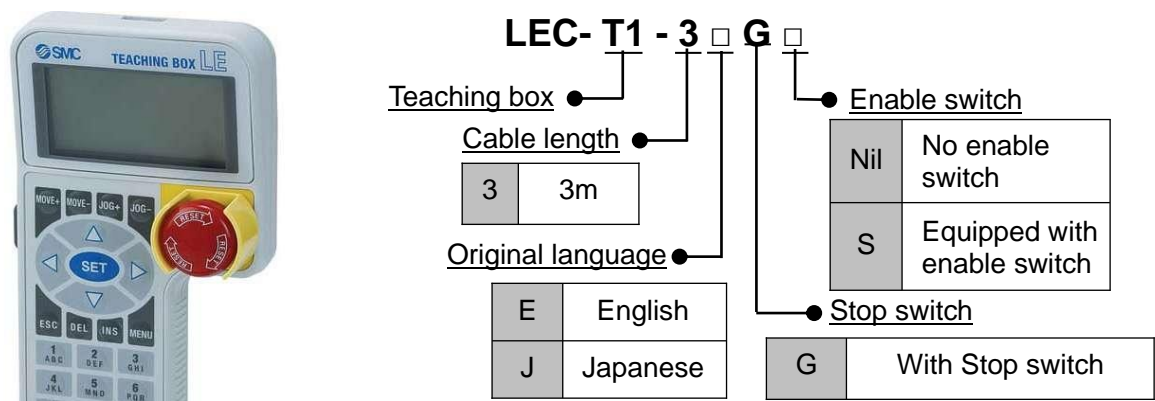 SMC TEACHING BOX LE
MOVE+ MOVE- JOG+ JOG-
RESET
RESET
RESET
SET
ESC DEL INS MENU
1 2 3
ABC DEF GHI
4 5 6
JKL MNO PQR
LEC- T1 - 3 □ G □
Teaching box
Cable length
3 3m
Original language
E English
J Japanese
Enable switch
Nil No enable
switch
S Equipped with
enable switch
Stop switch
G With Stop switch